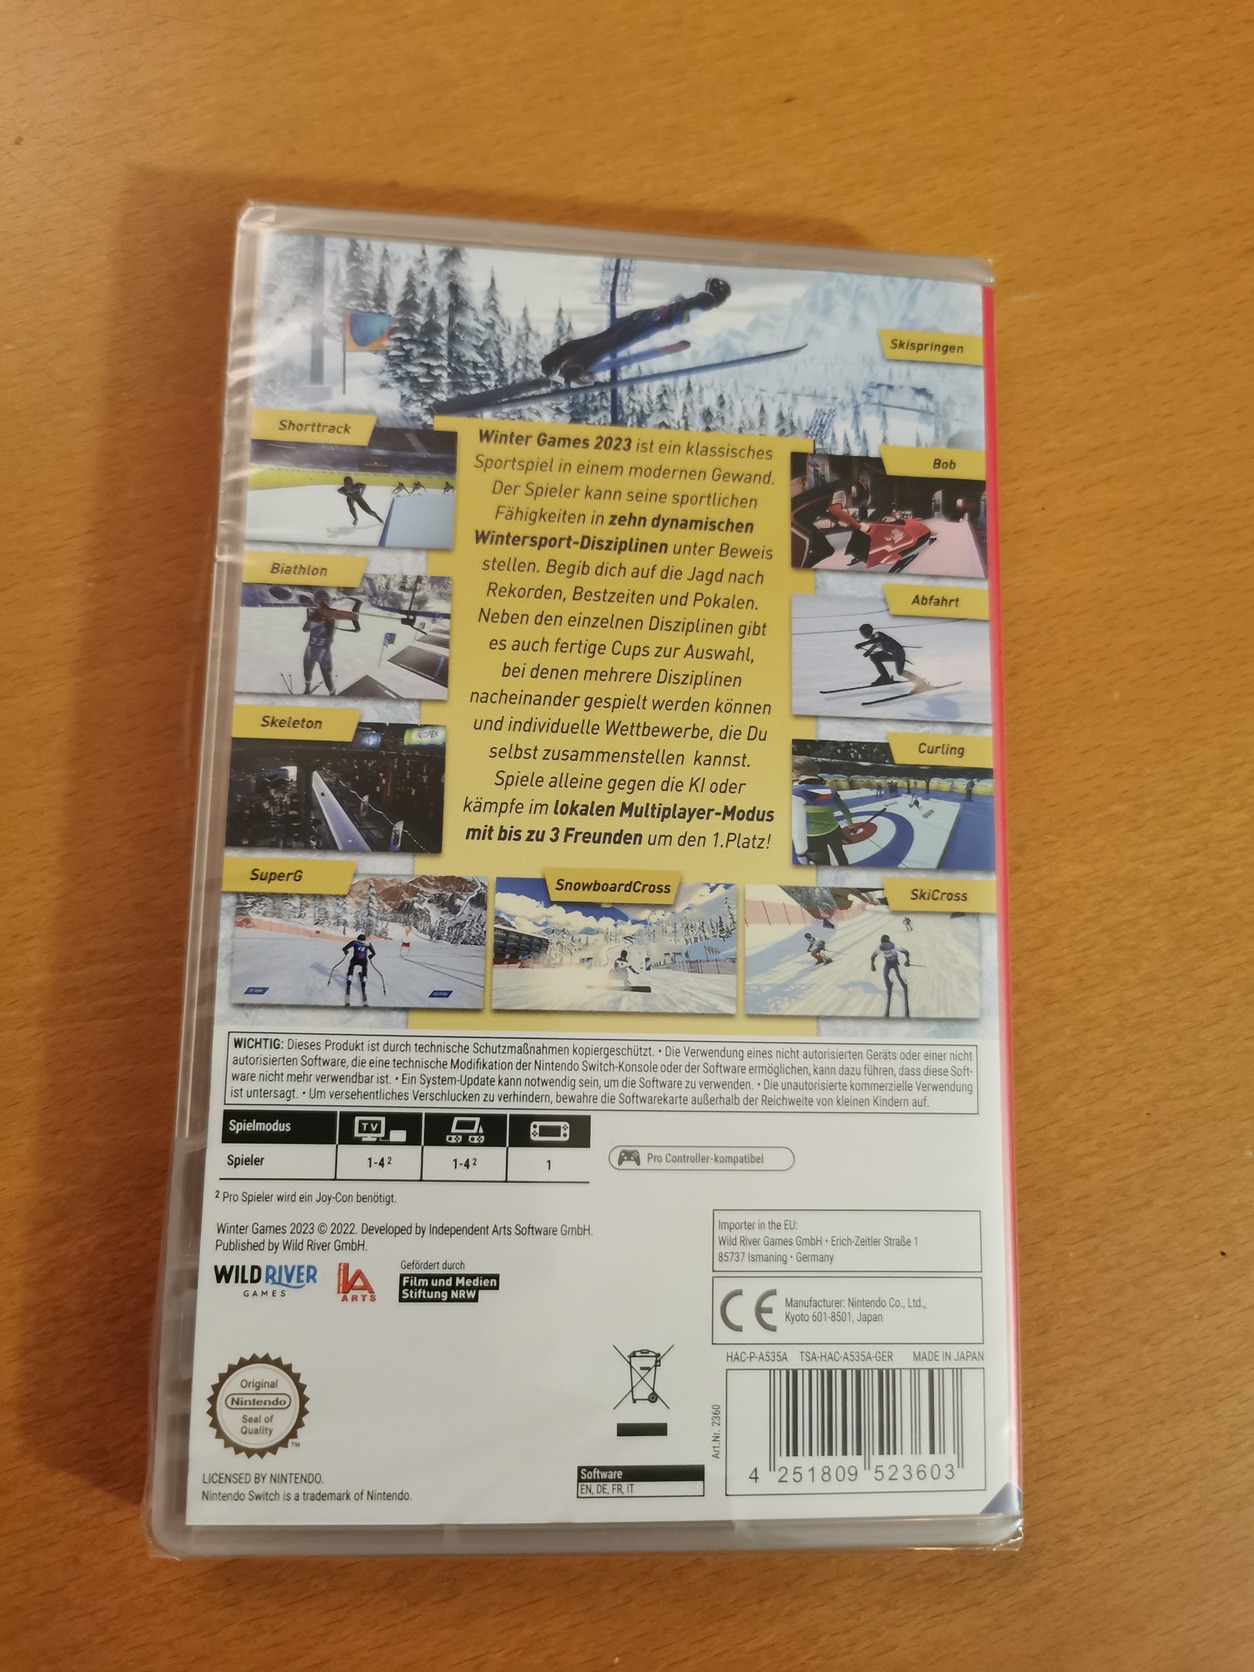 Skispringen
Shorttrack
Bob
Biathlon
Abfahrt
Skeleton
Curling
SuperG
SnowboardCross
SkiCross
Winter Games 2023 ist ein klassisches
Sportspiel in einem modernen Gewand.
Der Spieler kann seine sportlichen
Fähigkeiten in zehn dynamischen
Wintersport-Disziplinen unter Beweis
stellen. Begib dich auf die Jagd nach
Rekorden, Bestzeiten und Pokalen.
Neben den einzelnen Disziplinen gibt
es auch fertige Cups zur Auswahl,
bei denen mehrere Disziplinen
nacheinander gespielt werden können
und individuelle Wettbewerbe, die Du
selbst zusammenstellen kannst.
Spiele alleine gegen die KI oder
kämpfe im lokalen Multiplayer-Modus
mit bis zu 3 Freunden um den 1.Platz!
WICHTIG: Dieses Produkt ist durch technische Schutzmaßnahmen kopiergeschützt. • Die Verwendung eines nicht autorisierten Geräts oder einer nicht
autorisierten Software, die eine technische Modifikation der Nintendo Switch-Konsole oder der Software ermöglichen, kann dazu führen, dass diese Soft-
ware nicht mehr verwendbar ist. • Ein System-Update kann notwendig sein, um die Software zu verwenden. • Die unautorisierte kommerzielle Verwendung
ist untersagt. • Um versehentliches Verschlucken zu verhindern, bewahre die Softwarekarte außerhalb der Reichweite von kleinen Kindern auf.
Spielmodus TV
Spieler 1-4² 1-4² 1
Pro Controller-kompatibel
² Pro Spieler wird ein Joy-Con benötigt.
Winter Games 2023 © 2022. Developed by Independent Arts Software GmbH.
Published by Wild River GmbH.
WILD RIVER
GAMES
IA
ARTS
Gefördert durch
Film und Medien
Stiftung NRW
Importer in the EU:
Wild River Games GmbH • Erich-Zeitler Straße 1
85737 Ismaning • Germany
CE
Manufacturer: Nintendo Co., Ltd.,
Kyoto 601-8501, Japan
HAC-P-A535A TSA-HAC-A535A-GER MADE IN JAPAN
Art.Nr. 2360
4 251809 523603
Original
Nintendo
Seal of
Quality
TM
LICENSED BY NINTENDO.
Nintendo Switch is a trademark of Nintendo.
Software
EN, DE, FR, IT